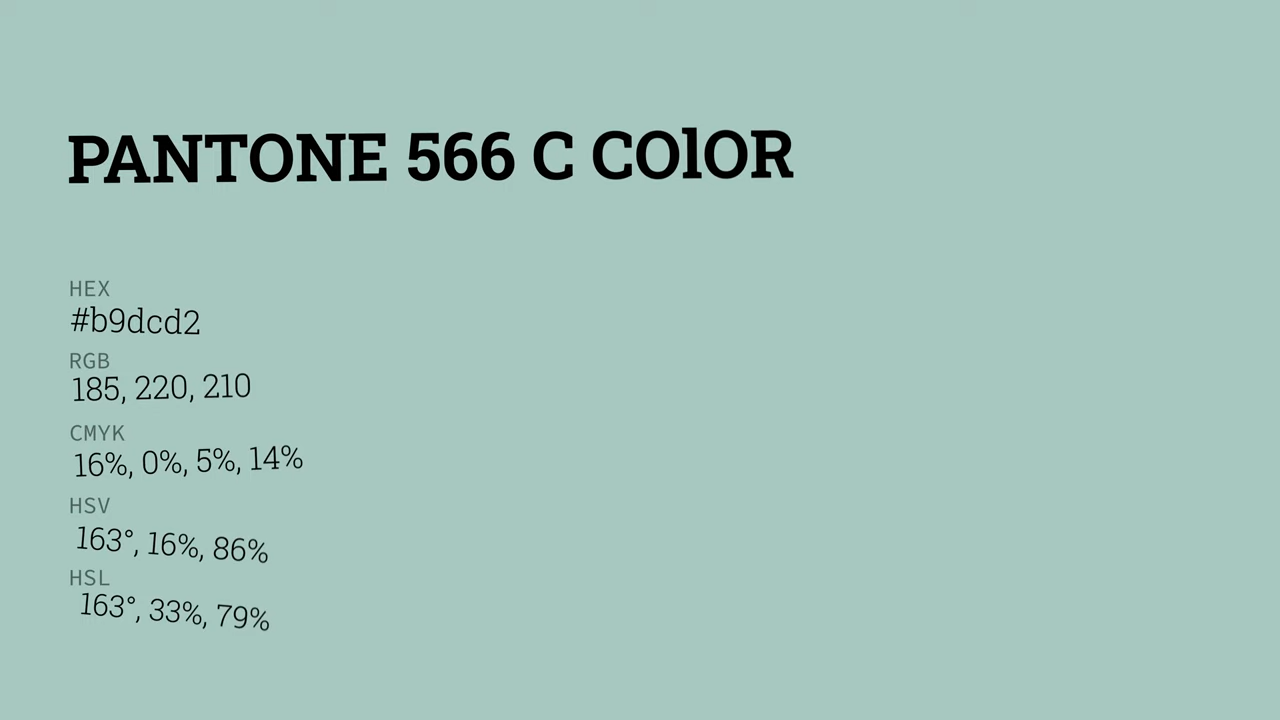 PANTONE 566 C COlOR
HEX
#b9dcd2
RGB
185, 220, 210
CMYK
16%, 0%, 5%, 14%
HSV
163°, 16%, 86%
HSL
163°, 33%, 79%